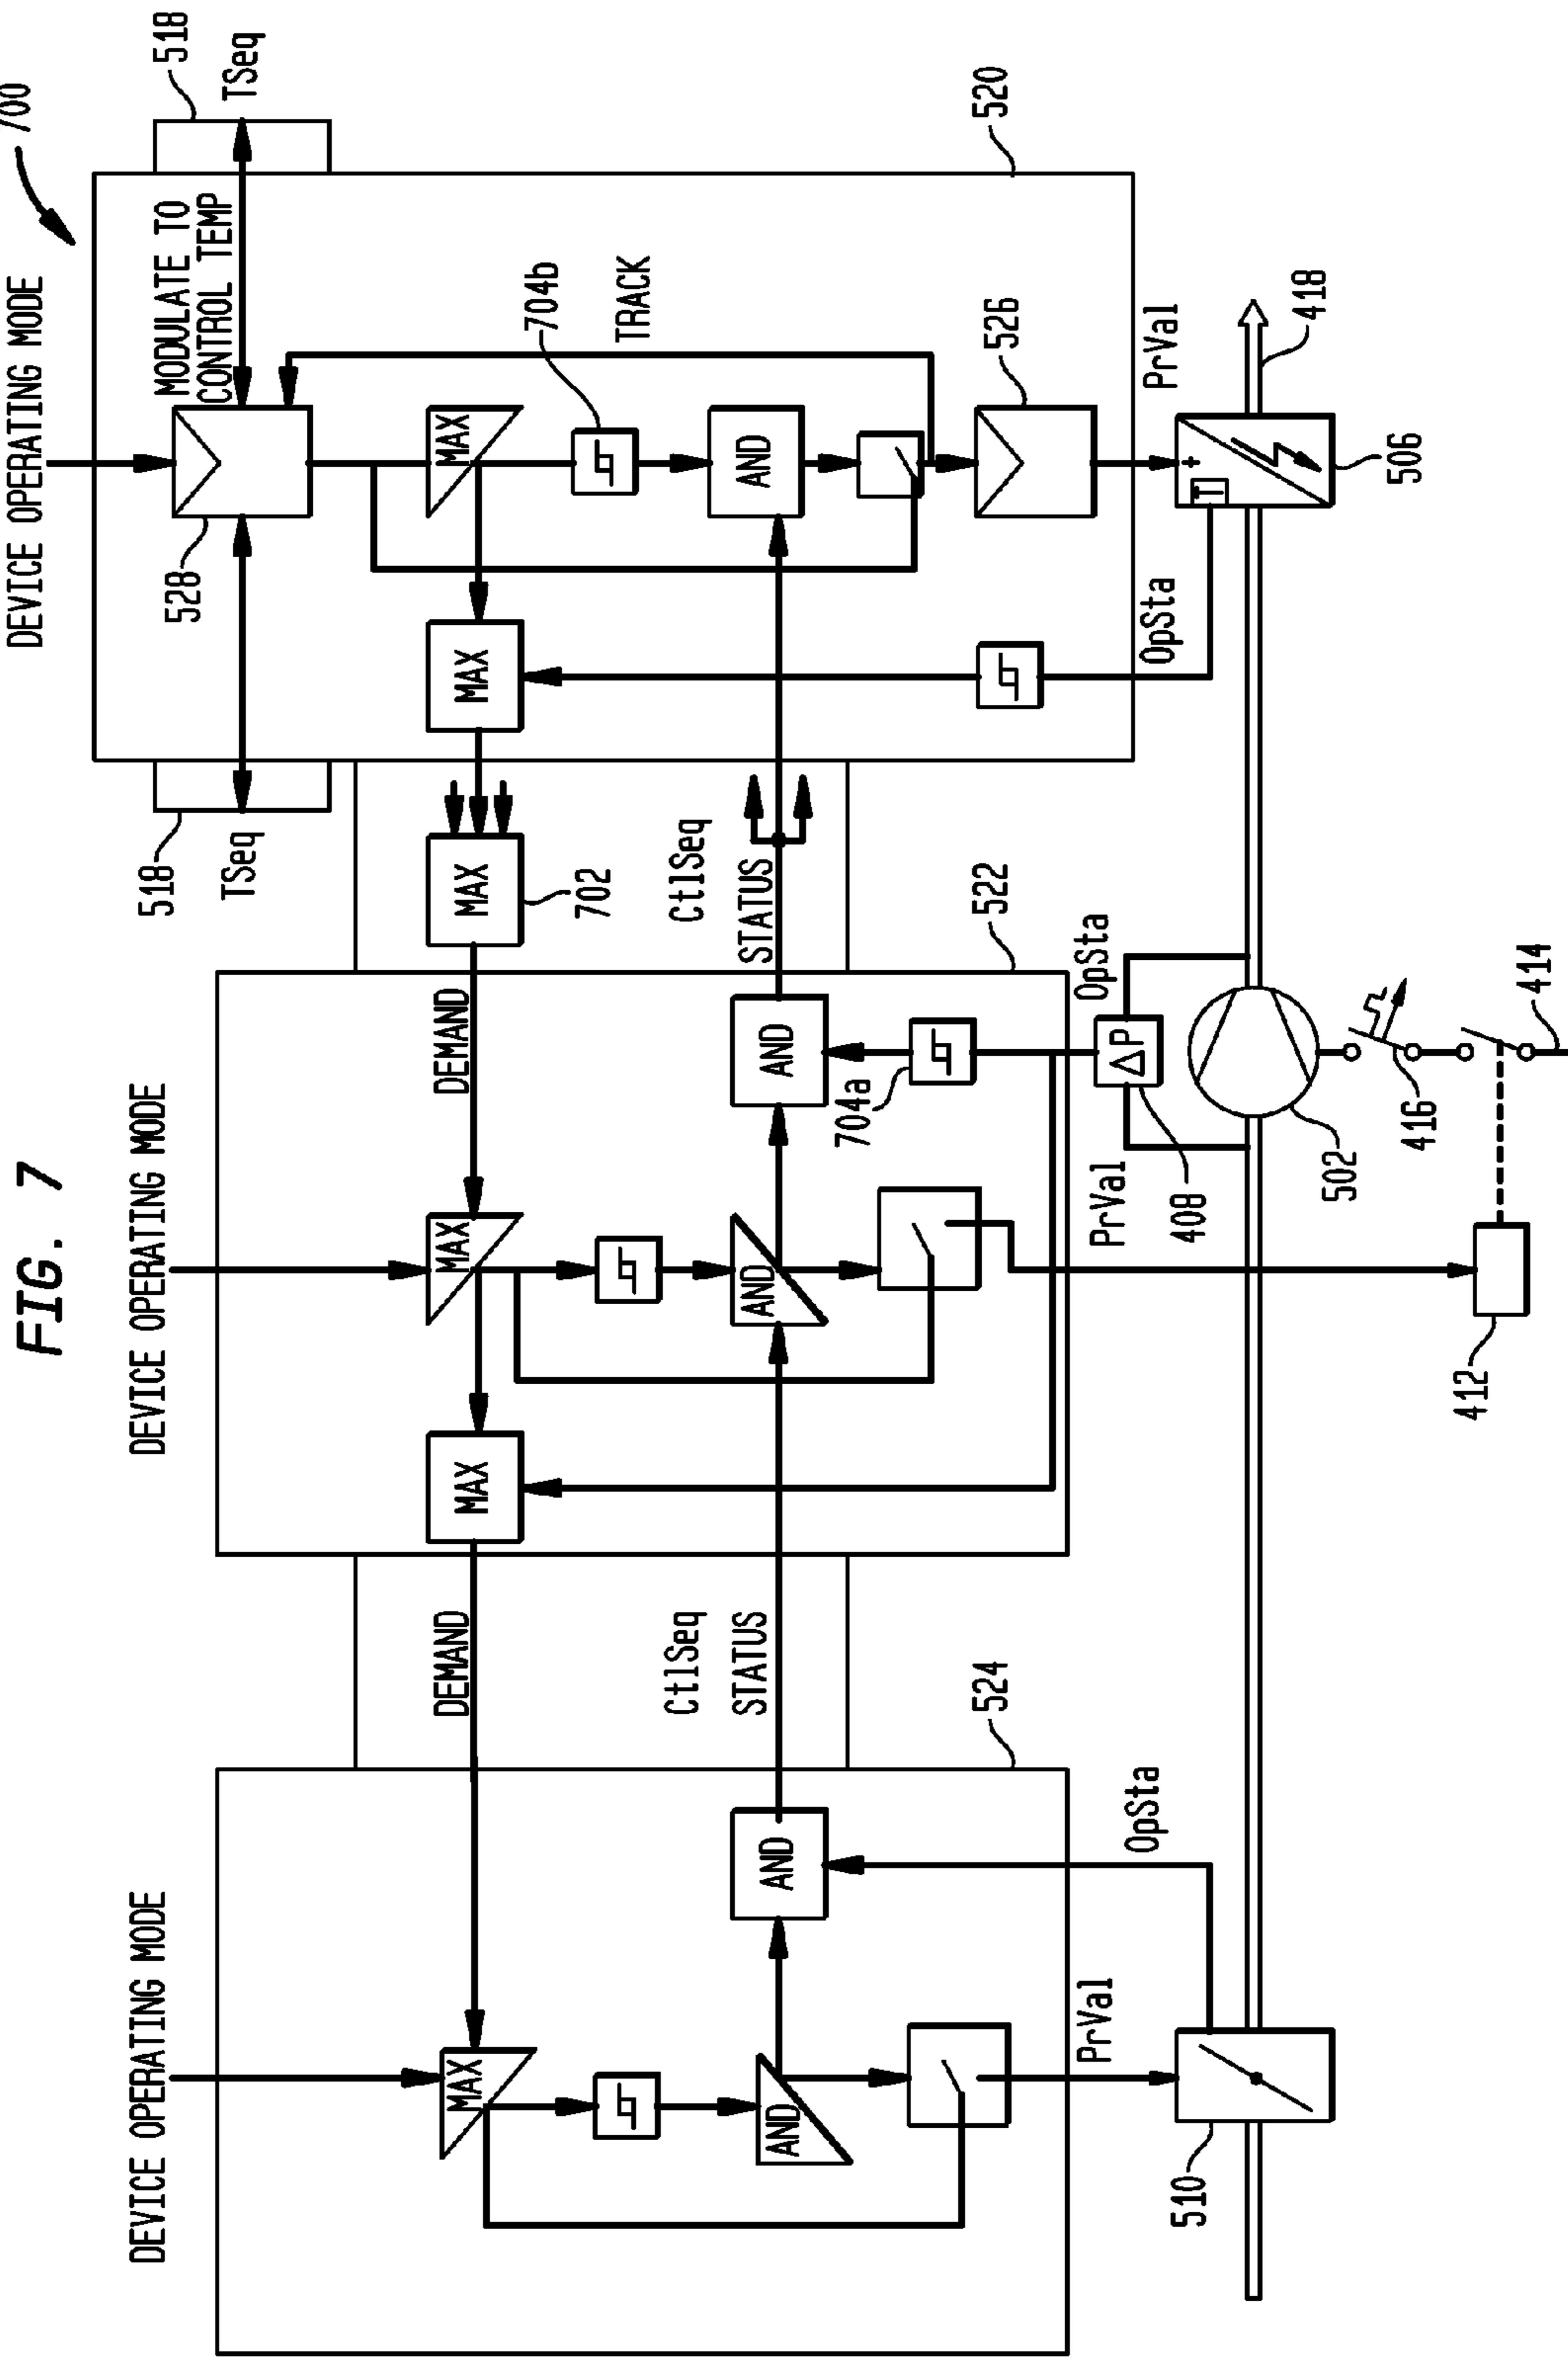 FIG. 7
700
DEVICE OPERATING MODE
DEVICE OPERATING MODE
DEVICE OPERATING MODE
518
TSeq
528
MODULATE TO
CONTROL TEMP
518
TSeq
MAX
DEMAND
MAX
MAX
DEMAND
MAX
702
MAX
MAX
704b
TRACK
CtlSeq
STATUS
CtlSeq
STATUS
AND
AND
AND
AND
AND
704a
524
522
520
526
PrVal
OpSta
PrVal
OpSta
ΔP
408
OpSta
PrVal
T
+
510
502
506
418
416
414
412